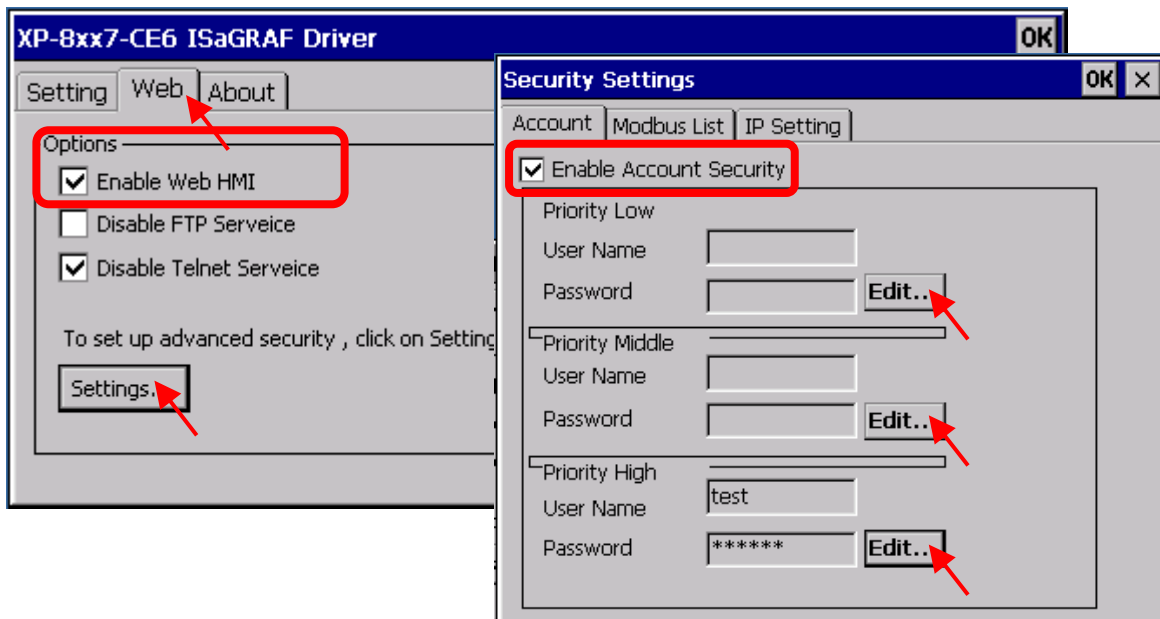 XP-8xx7-CE6 ISaGRAF Driver
OK
Setting
Web
About
Options
Enable Web HMI
Disable FTP Serveice
Disable Telnet Serveice
To set up advanced security , click on Setting
Settings.
Security Settings
OK
Account
Modbus List
IP Setting
Enable Account Security
Priority Low
User Name
Password
Edit..
Priority Middle
User Name
Password
Edit..
Priority High
User Name test
Password ****** Edit..